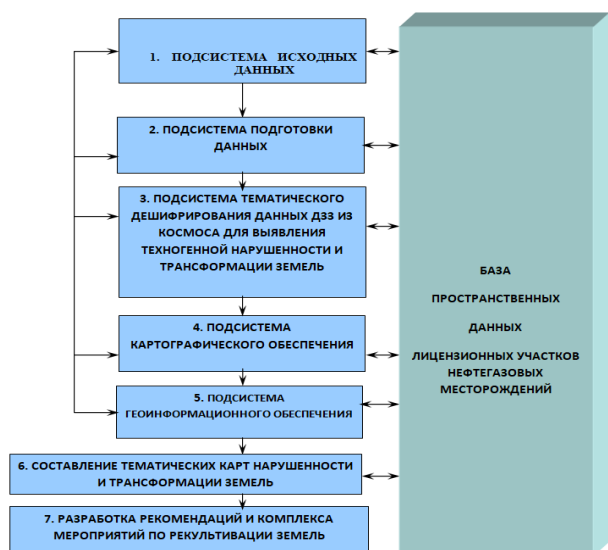 1. ПОДСИСТЕМА ИСХОДНЫХ
ДАННЫХ
2. ПОДСИСТЕМА ПОДГОТОВКИ
ДАННЫХ
3. ПОДСИСТЕМА ТЕМАТИЧЕСКОГО
ДЕШИФРИРОВАНИЯ ДАННЫХ ДЗЗ ИЗ
КОСМОСА ДЛЯ ВЫЯВЛЕНИЯ
ТЕХНОГЕННОЙ НАРУШЕННОСТИ И
ТРАНСФОРМАЦИИ ЗЕМЕЛЬ
4. ПОДСИСТЕМА
КАРТОГРАФИЧЕСКОГО ОБЕСПЕЧЕНИЯ
5. ПОДСИСТЕМА
ГЕОИНФОРМАЦИОННОГО ОБЕСПЕЧЕНИЯ
6. СОСТАВЛЕНИЕ ТЕМАТИЧЕСКИХ КАРТ НАРУШЕННОСТИ
И ТРАНСФОРМАЦИИ ЗЕМЕЛЬ
7. РАЗРАБОТКА РЕКОМЕНДАЦИЙ И КОМПЛЕКСА
МЕРОПРИЯТИЙ ПО РЕКУЛЬТИВАЦИИ ЗЕМЕЛЬ
БАЗА
ПРОСТРАНСТВЕННЫХ
ДАННЫХ
ЛИЦЕНЗИОННЫХ УЧАСТКОВ
НЕФТЕГАЗОВЫХ
МЕСТОРОЖДЕНИЙ